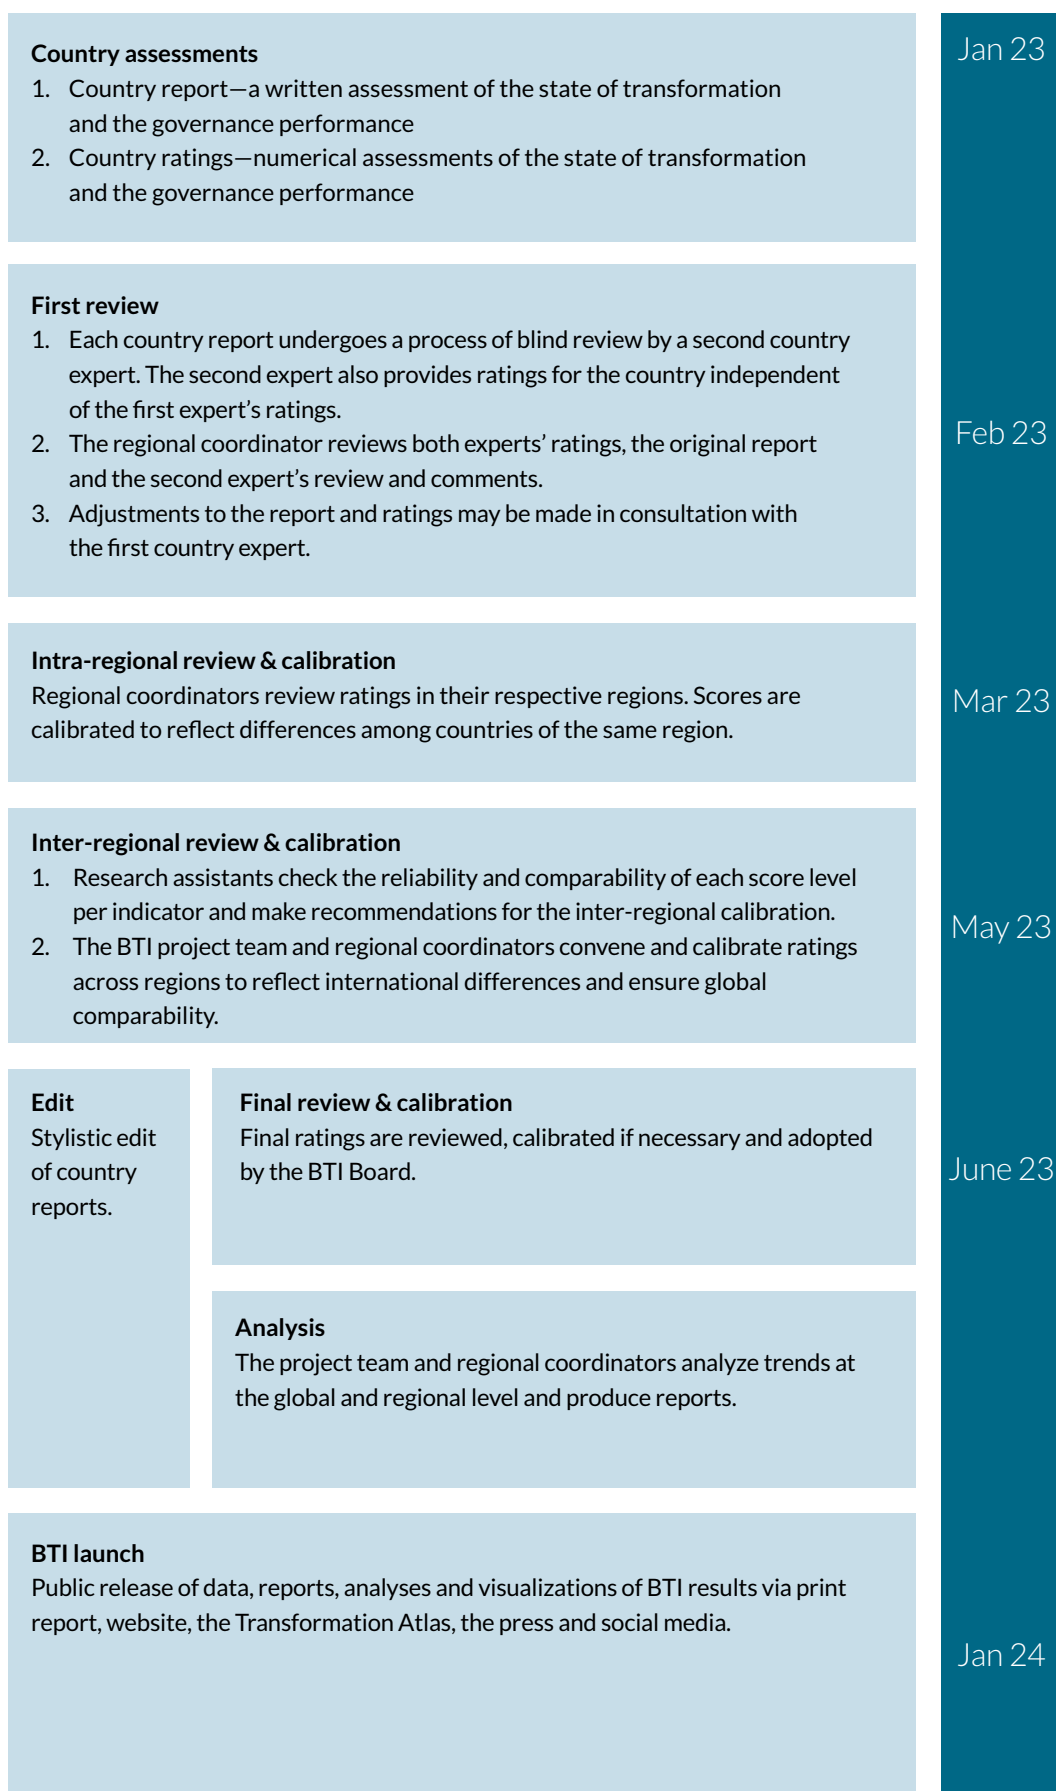 Country assessments
1. Country report—a written assessment of the state of transformation
and the governance performance
2. Country ratings—numerical assessments of the state of transformation
and the governance performance
Jan 23
First review
1. Each country report undergoes a process of blind review by a second country
expert. The second expert also provides ratings for the country independent
of the first expert’s ratings.
2. The regional coordinator reviews both experts’ ratings, the original report
and the second expert’s review and comments.
3. Adjustments to the report and ratings may be made in consultation with
the first country expert.
Feb 23
Intra-regional review & calibration
Regional coordinators review ratings in their respective regions. Scores are
calibrated to reflect differences among countries of the same region.
Mar 23
Inter-regional review & calibration
1. Research assistants check the reliability and comparability of each score level
per indicator and make recommendations for the inter-regional calibration.
2. The BTI project team and regional coordinators convene and calibrate ratings
across regions to reflect international differences and ensure global
comparability.
May 23
Edit
Stylistic edit
of country
reports.
Final review & calibration
Final ratings are reviewed, calibrated if necessary and adopted
by the BTI Board.
June 23
Analysis
The project team and regional coordinators analyze trends at
the global and regional level and produce reports.
BTI launch
Public release of data, reports, analyses and visualizations of BTI results via print
report, website, the Transformation Atlas, the press and social media.
Jan 24